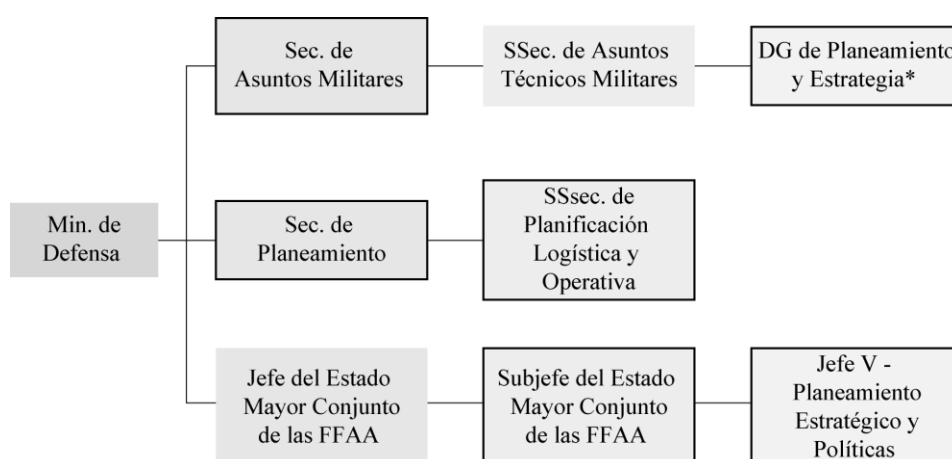 Sec. de
Asuntos Militares
SSec. de Asuntos
Técnicos Militares
DG de Planeamiento
y Estrategia*
Min. de
Defensa
Sec. de
Planeamiento
SSsec. de
Planificación
Logística y
Operativa
Jefe del Estado
Mayor Conjunto
de las FFAA
Subjefe del Estado
Mayor Conjunto
de las FFAA
Jefe V -
Planeamiento
Estratégico y
Políticas